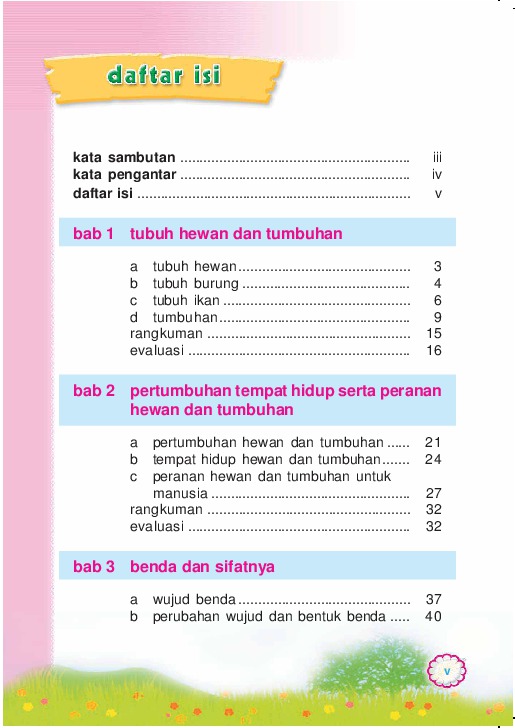 daftar isi
kata sambutan ........................................................... iii
kata pengantar ........................................................... iv
daftar isi ...................................................................... v
bab 1 tubuh hewan dan tumbuhan
a tubuh hewan............................................ 3
b tubuh burung ........................................... 4
c tubuh ikan ................................................ 6
d tumbuhan................................................. 9
rangkuman .................................................... 15
evaluasi ......................................................... 16
bab 2 pertumbuhan tempat hidup serta peranan
hewan dan tumbuhan
a pertumbuhan hewan dan tumbuhan ...... 21
b tempat hidup hewan dan tumbuhan....... 24
c peranan hewan dan tumbuhan untuk
manusia ................................................... 27
rangkuman .................................................... 32
evaluasi ......................................................... 32
bab 3 benda dan sifatnya
a wujud benda ............................................ 37
b perubahan wujud dan bentuk benda ..... 40
v